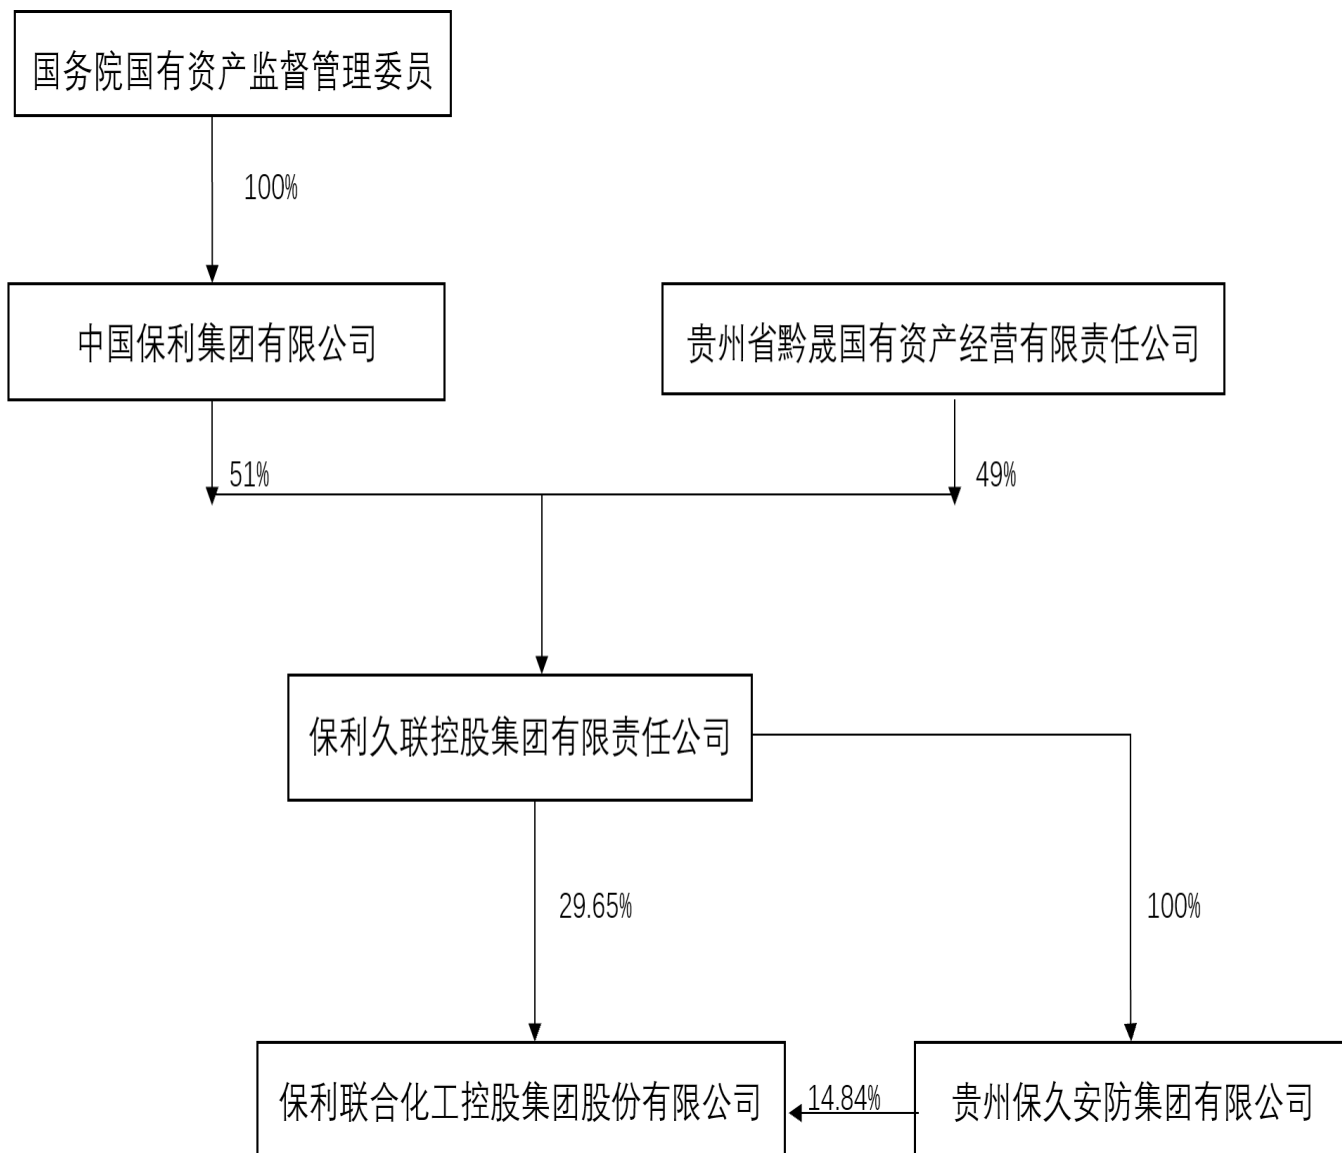 国务院国有资产监督管理委员
100%
中国保利集团有限公司
贵州省黔晟国有资产经营有限责任公司
51%
49%
保利久联控股集团有限责任公司
29.65%
100%
保利联合化工控股集团股份有限公司
14.84%
贵州保久安防集团有限公司